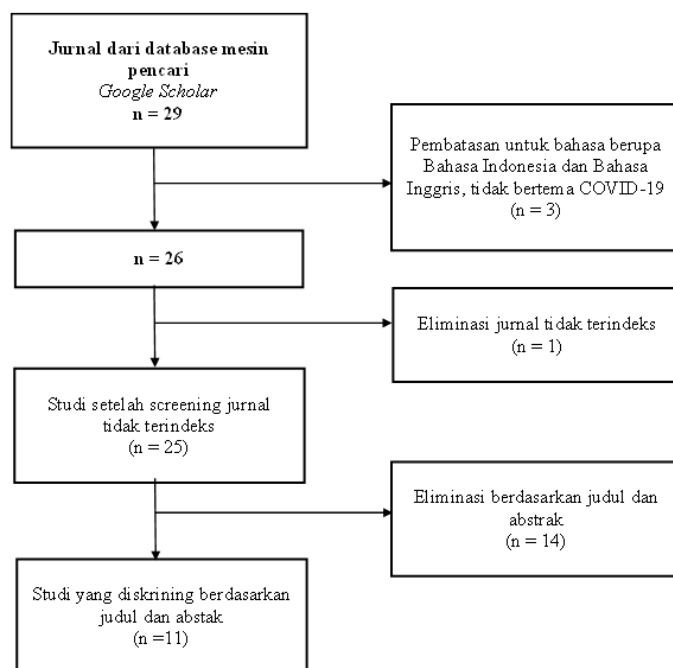 Jurnal dari database mesin
pencari
Google Scholar
n = 29
Pembatasan untuk bahasa berupa
Bahasa Indonesia dan Bahasa
Inggris, tidak bertema COVID-19
(n = 3)
n = 26
Eliminasi jurnal tidak terindeks
(n = 1)
Studi setelah screening jurnal
tidak terindeks
(n = 25)
Eliminasi berdasarkan judul dan
abstrak
(n = 14)
Studi yang diskrining berdasarkan
judul dan abstak
(n =11)